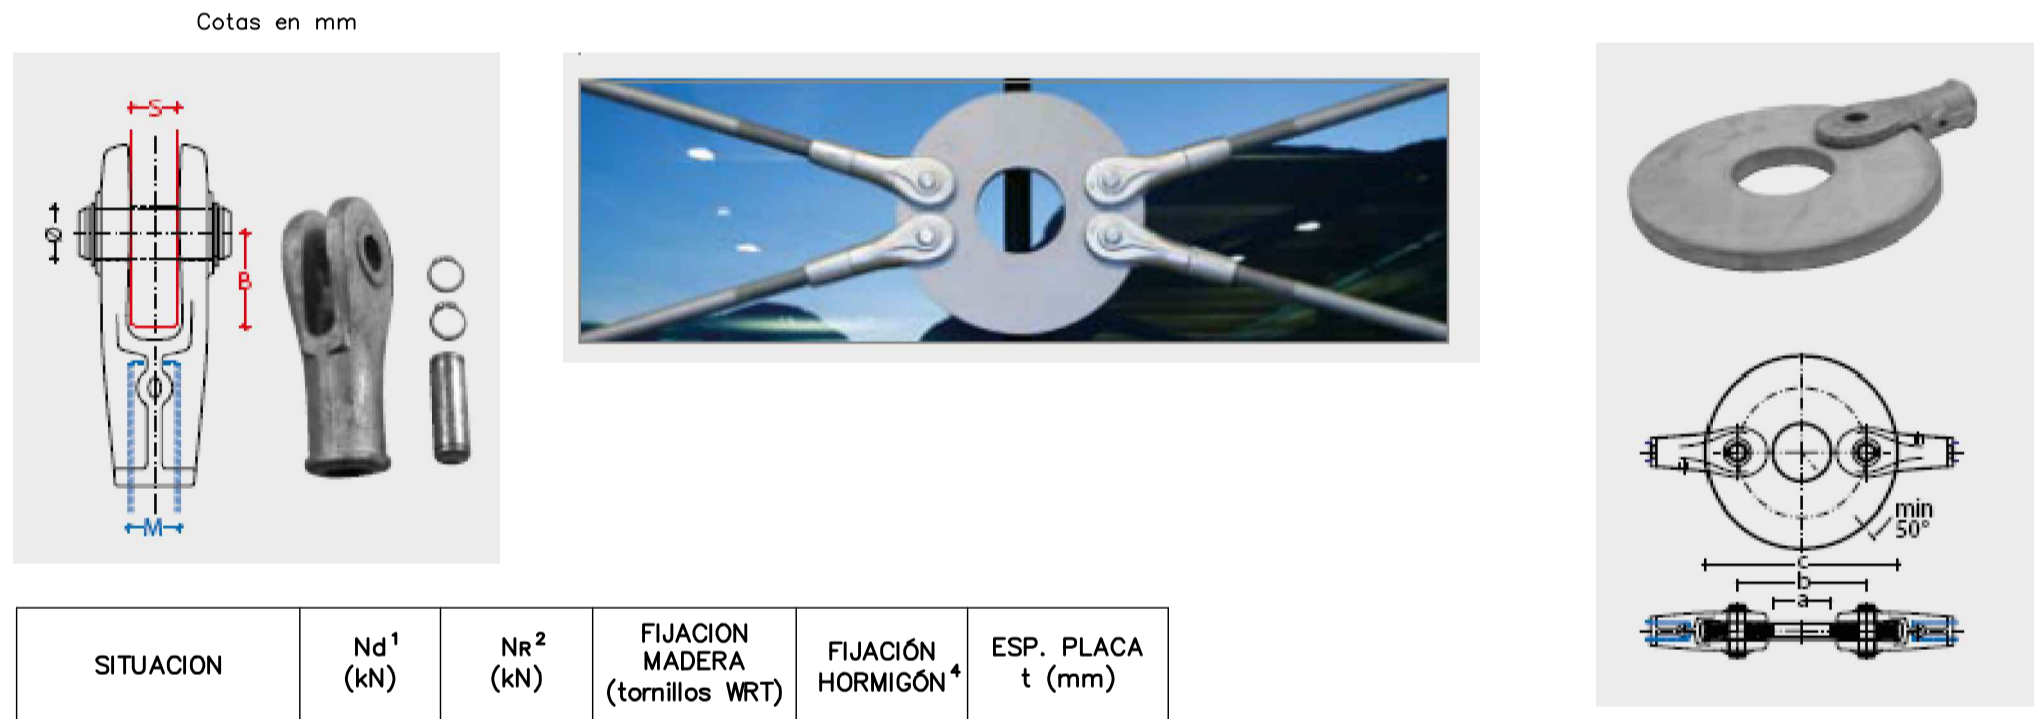 Cotas en mm
S
Ø
B
M
min
50°
c
b
a
SITUACION
Nd¹
(kN)
NR²
(kN)
FIJACION
MADERA
(tornillos WRT)
FIJACIÓN
HORMIGÓN⁴
ESP. PLACA
t (mm)